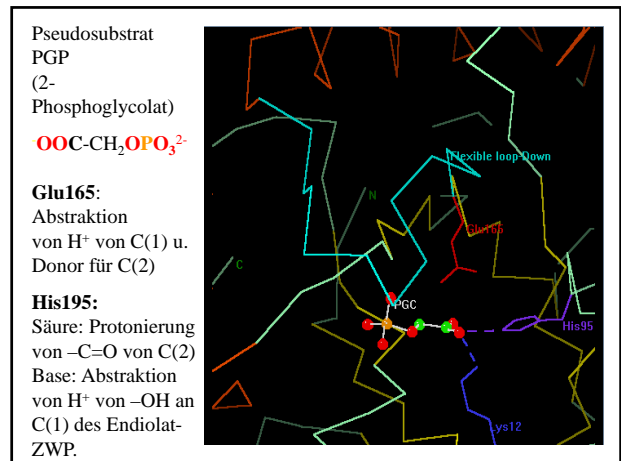 Pseudosubstrat
PGP
(2-
Phosphoglycolat)
OOC-CH₂OPO₃²⁻
Glu165:
Abstraktion
von H⁺ von C(1) u.
Donor für C(2)
His195:
Säure: Protonierung
von –C=O von C(2)
Base: Abstraktion
von H⁺ von –OH an
C(1) des Endiolat-
ZWP.
Flexible loop-Down
N
Glu165
C
PGC
His95
Lys12